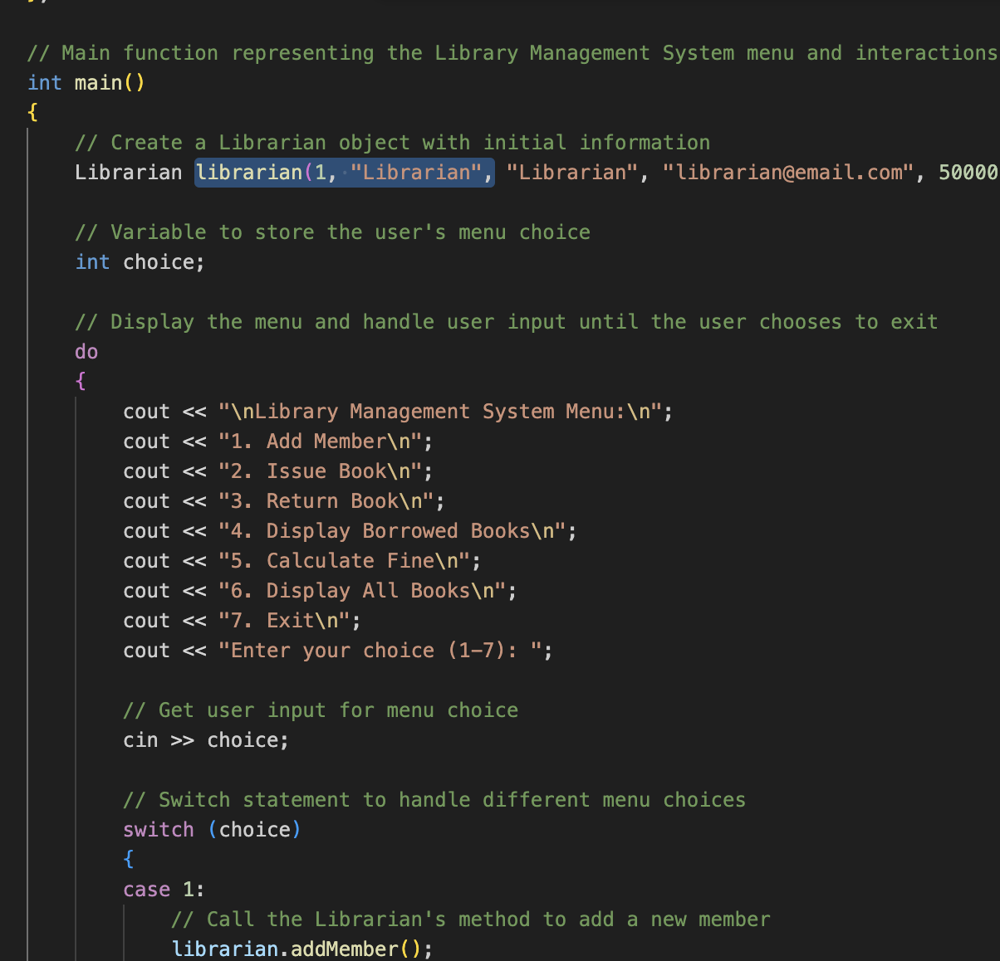 };
// Main function representing the Library Management System menu and interactions
int main()
{
// Create a Librarian object with initial information
Librarian librarian(1, "Librarian", "Librarian", "librarian@email.com", 50000
// Variable to store the user's menu choice
int choice;
// Display the menu and handle user input until the user chooses to exit
do
{
cout << "\nLibrary Management System Menu:\n";
cout << "1. Add Member\n";
cout << "2. Issue Book\n";
cout << "3. Return Book\n";
cout << "4. Display Borrowed Books\n";
cout << "5. Calculate Fine\n";
cout << "6. Display All Books\n";
cout << "7. Exit\n";
cout << "Enter your choice (1-7): ";
// Get user input for menu choice
cin >> choice;
// Switch statement to handle different menu choices
switch (choice)
{
case 1:
// Call the Librarian's method to add a new member
librarian.addMember();